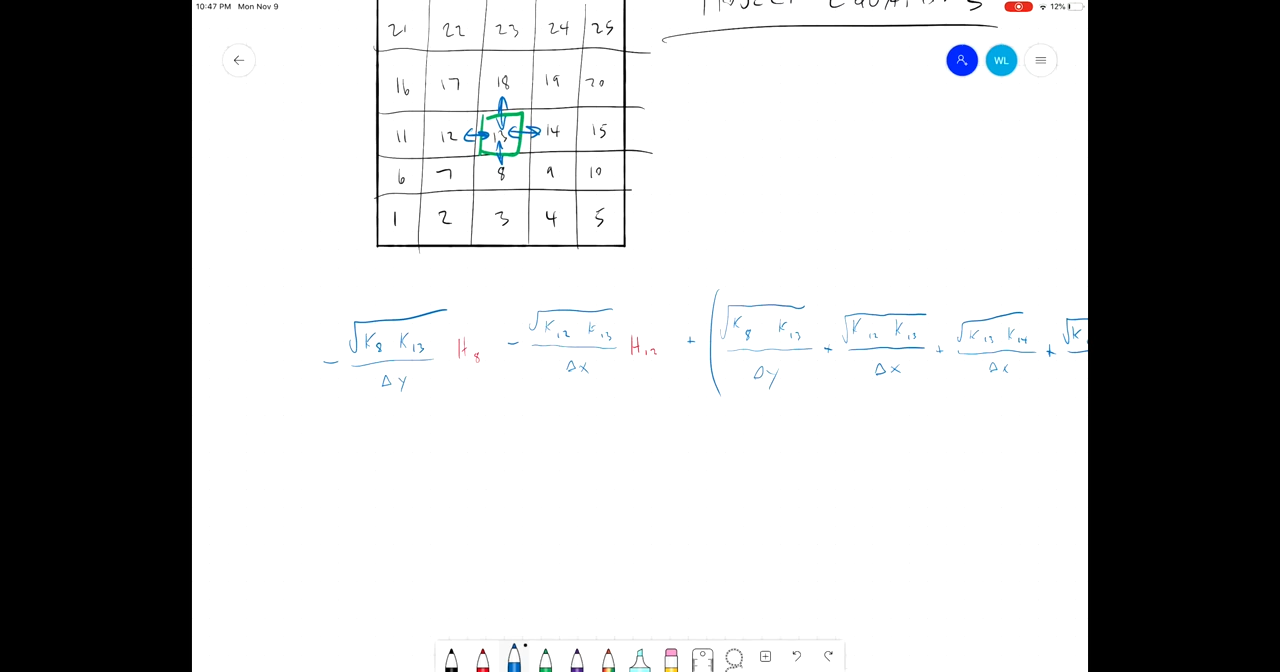 10:47 PM Mon Nov 9
12%
WL
21 22 23 24 25
16 17 18 19 20
11 12 13 14 15
6 7 8 9 10
1 2 3 4 5
- √K₈ K₁₃ / Δy H₈ - √K₁₂ K₁₃ / Δx H₁₂ + ( √K₈ K₁₃ / Δy + √K₁₂ K₁₃ / Δx + √K₁₃ K₁₄ / Δx + √K